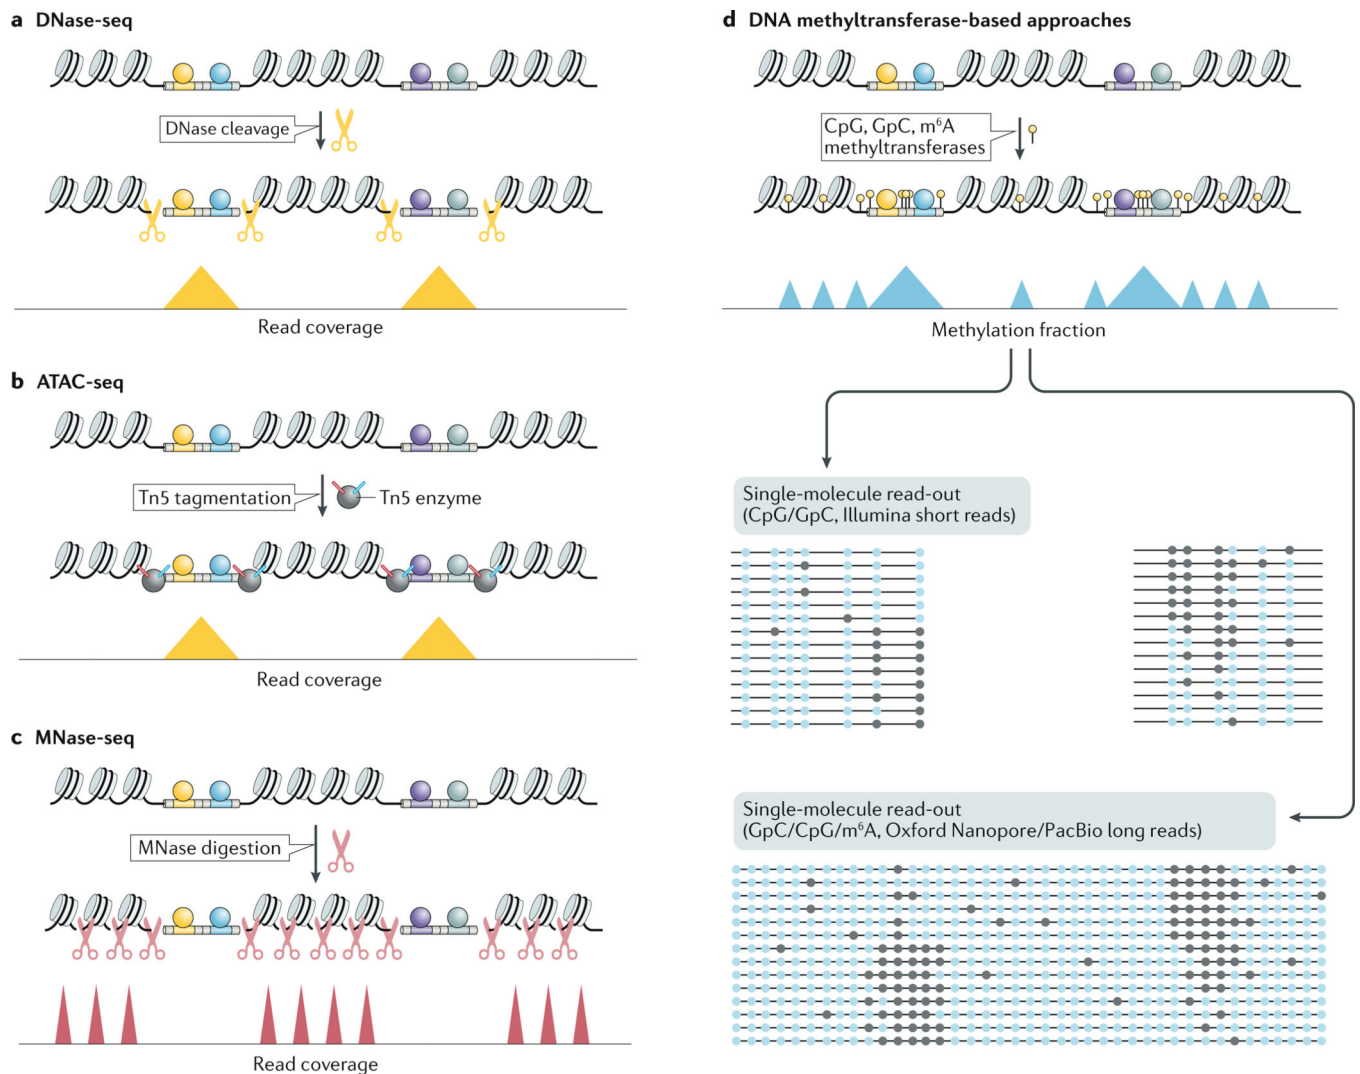 a DNase-seq
DNase cleavage
Read coverage
b ATAC-seq
Tn5 tagmentation
Tn5 enzyme
Read coverage
c MNase-seq
MNase digestion
Read coverage
d DNA methyltransferase-based approaches
CpG, GpC, m⁶A
methyltransferases
Methylation fraction
Single-molecule read-out
(CpG/GpC, Illumina short reads)
Single-molecule read-out
(GpC/CpG/m⁶A, Oxford Nanopore/PacBio long reads)